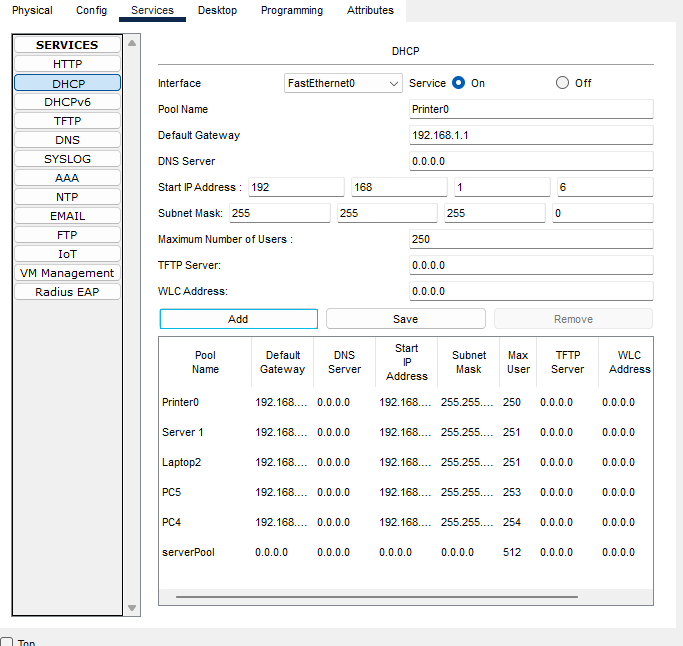 Physical Config Services Desktop Programming Attributes
SERVICES
HTTP
DHCP
DHCPv6
TFTP
DNS
SYSLOG
AAA
NTP
EMAIL
FTP
IoT
VM Management
Radius EAP
DHCP
Interface FastEthernet0 Service On Off
Pool Name Printer0
Default Gateway 192.168.1.1
DNS Server 0.0.0.0
Start IP Address : 192 168 1 6
Subnet Mask: 255 255 255 0
Maximum Number of Users : 250
TFTP Server: 0.0.0.0
WLC Address: 0.0.0.0
Add Save Remove
Pool Name Default Gateway DNS Server Start IP Address Subnet Mask Max User TFTP Server WLC Address
Printer0 192.168.... 0.0.0.0 192.168.... 255.255.... 250 0.0.0.0 0.0.0.0
Server 1 192.168.... 0.0.0.0 192.168.... 255.255.... 251 0.0.0.0 0.0.0.0
Laptop2 192.168.... 0.0.0.0 192.168.... 255.255.... 251 0.0.0.0 0.0.0.0
PC5 192.168.... 0.0.0.0 192.168.... 255.255.... 253 0.0.0.0 0.0.0.0
PC4 192.168.... 0.0.0.0 192.168.... 255.255.... 254 0.0.0.0 0.0.0.0
serverPool 0.0.0.0 0.0.0.0 0.0.0.0 0.0.0.0 512 0.0.0.0 0.0.0.0
Top